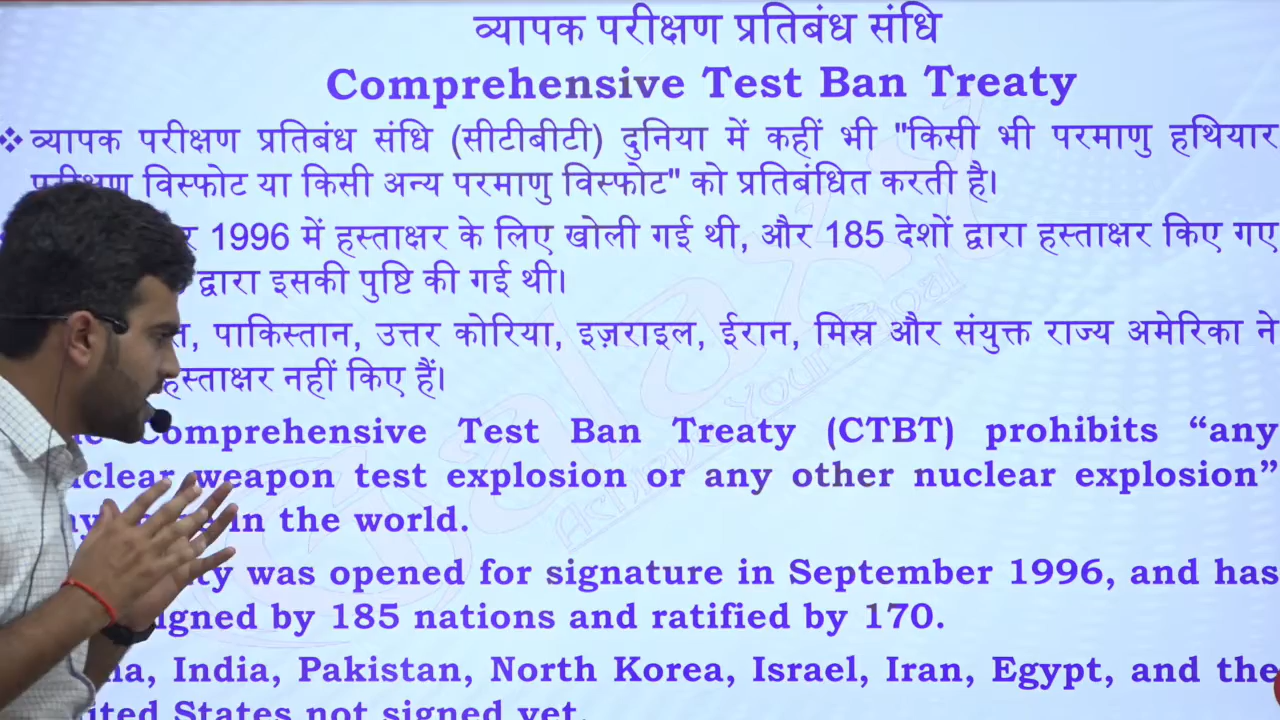 व्यापक परीक्षण प्रतिबंध संधि
Comprehensive Test Ban Treaty
❖ व्यापक परीक्षण प्रतिबंध संधि (सीटीबीटी) दुनिया में कहीं भी "किसी भी परमाणु हथियार
परीक्षण विस्फोट या किसी अन्य परमाणु विस्फोट" को प्रतिबंधित करती है।
1996 में हस्ताक्षर के लिए खोली गई थी, और 185 देशों द्वारा हस्ताक्षर किए गए
द्वारा इसकी पुष्टि की गई थी।
पाकिस्तान, उत्तर कोरिया, इज़राइल, ईरान, मिस्र और संयुक्त राज्य अमेरिका ने
हस्ताक्षर नहीं किए हैं।
Comprehensive Test Ban Treaty (CTBT) prohibits “any
weapon test explosion or any other nuclear explosion”
in the world.
was opened for signature in September 1996, and has
signed by 185 nations and ratified by 170.
India, Pakistan, North Korea, Israel, Iran, Egypt, and the
United States not signed yet.